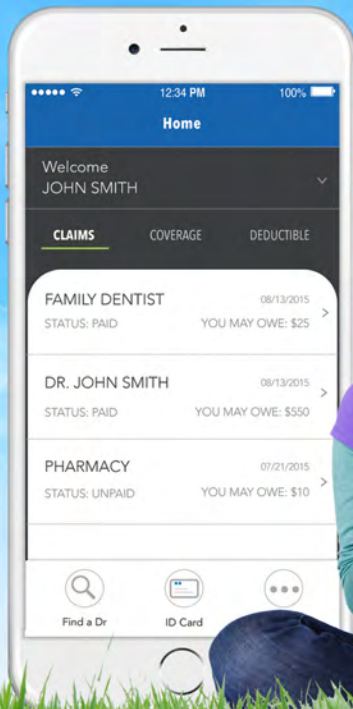 12:34 PM 100%
Home
Welcome
JOHN SMITH
CLAIMS COVERAGE DEDUCTIBLE
FAMILY DENTIST 08/13/2015
STATUS: PAID YOU MAY OWE: $25
DR. JOHN SMITH 08/13/2015
STATUS: PAID YOU MAY OWE: $550
PHARMACY 07/21/2015
STATUS: UNPAID YOU MAY OWE: $10
Find a Dr ID Card